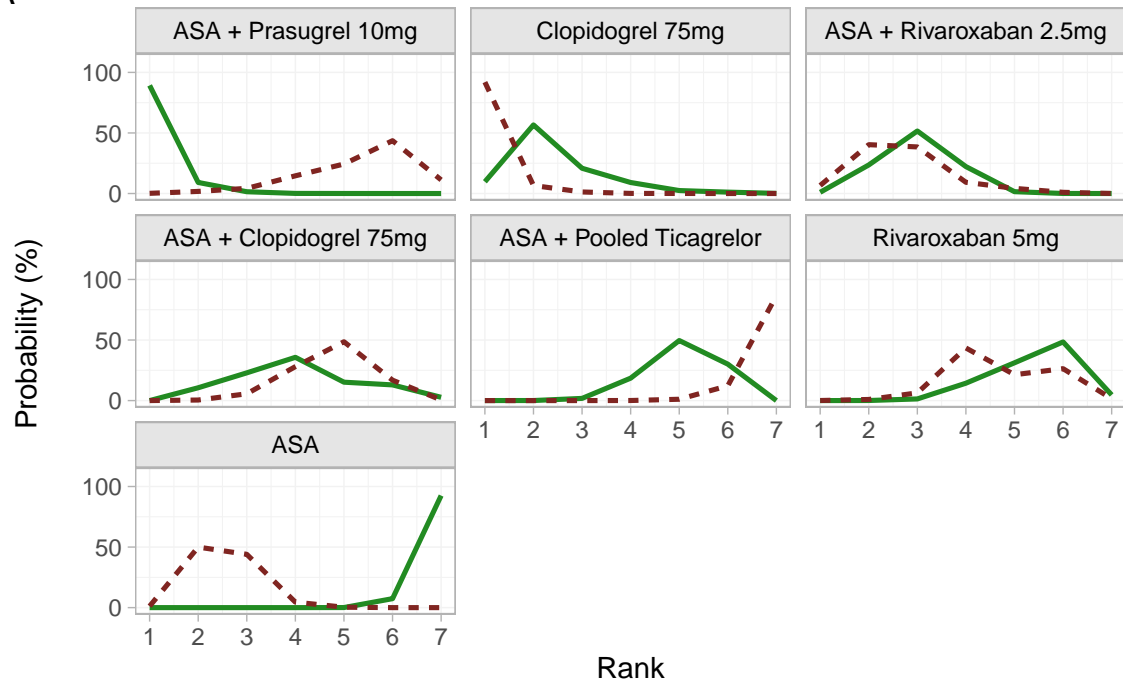 ASA + Prasugrel 10mg
Clopidogrel 75mg
ASA + Rivaroxaban 2.5mg
100
50
0
ASA + Clopidogrel 75mg
ASA + Pooled Ticagrelor
Rivaroxaban 5mg
Probability (%)
100
50
0
1 2 3 4 5 6 7
1 2 3 4 5 6 7
ASA
100
50
0
1 2 3 4 5 6 7
Rank